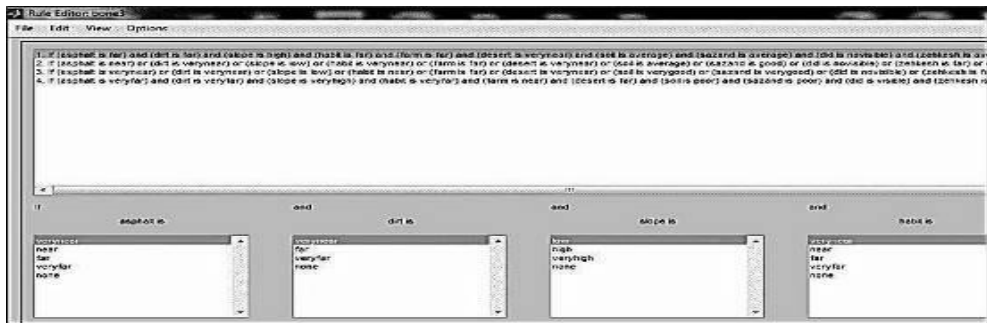 Rule Editor: bone3
File Edit View Options
1. If (asphalt is far) and (dirt is far) and (slope is high) and (habit is far) and (farm is far) and (desert is verynear) and (soil is average) and (sazand is average) and (did is novisible) and (zehkesh is
2. If (asphalt is near) or (dirt is verynear) or (slope is low) or (habit is verynear) or (farm is far) or (desert is verynear) or (soil is average) or (sazand is good) or (did is novisible) or (zehkesh is far) or
3. If (asphalt is verynear) or (dirt is verynear) or (slope is low) or (habit is near) or (farm is far) or (desert is verynear) or (soil is verygood) or (sazand is verygood) or (did is novisible) or (zehkesh is
4. If (asphalt is veryfar) and (dirt is veryfar) and (slope is veryhigh) and (habit is veryfar) and (farm is near) and (desert is far) and (soil is poor) and (sazand is poor) and (did is visible) and (zehkesh is
If and and and
asphalt is dirt is slope is habit is
verynear verynear low verynear
near far high near
far veryfar veryhigh far
veryfar none none veryfar
none none